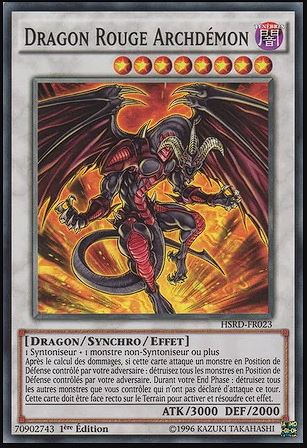 DRAGON ROUGE ARCHDÉMON
TÉNÈBRES
闇
HSRD-FR023
[DRAGON/SYNCHRO/EFFET]
1 Syntoniseur + 1 monstre non-Syntoniseur ou plus
Après le calcul des dommages, si cette carte attaque un monstre en Position de
Défense contrôlé par votre adversaire : détruisez tous les monstres en Position de
Défense contrôlés par votre adversaire. Durant votre End Phase : détruisez tous les
autres monstres que vous contrôlez qui n'ont pas déclaré d'attaque ce tour.
Cette carte doit être face recto sur le Terrain pour activer et résoudre cet effet.
ATK/3000 DEF/2000
70902743 1ère Édition ©1996 KAZUKI TAKAHASHI